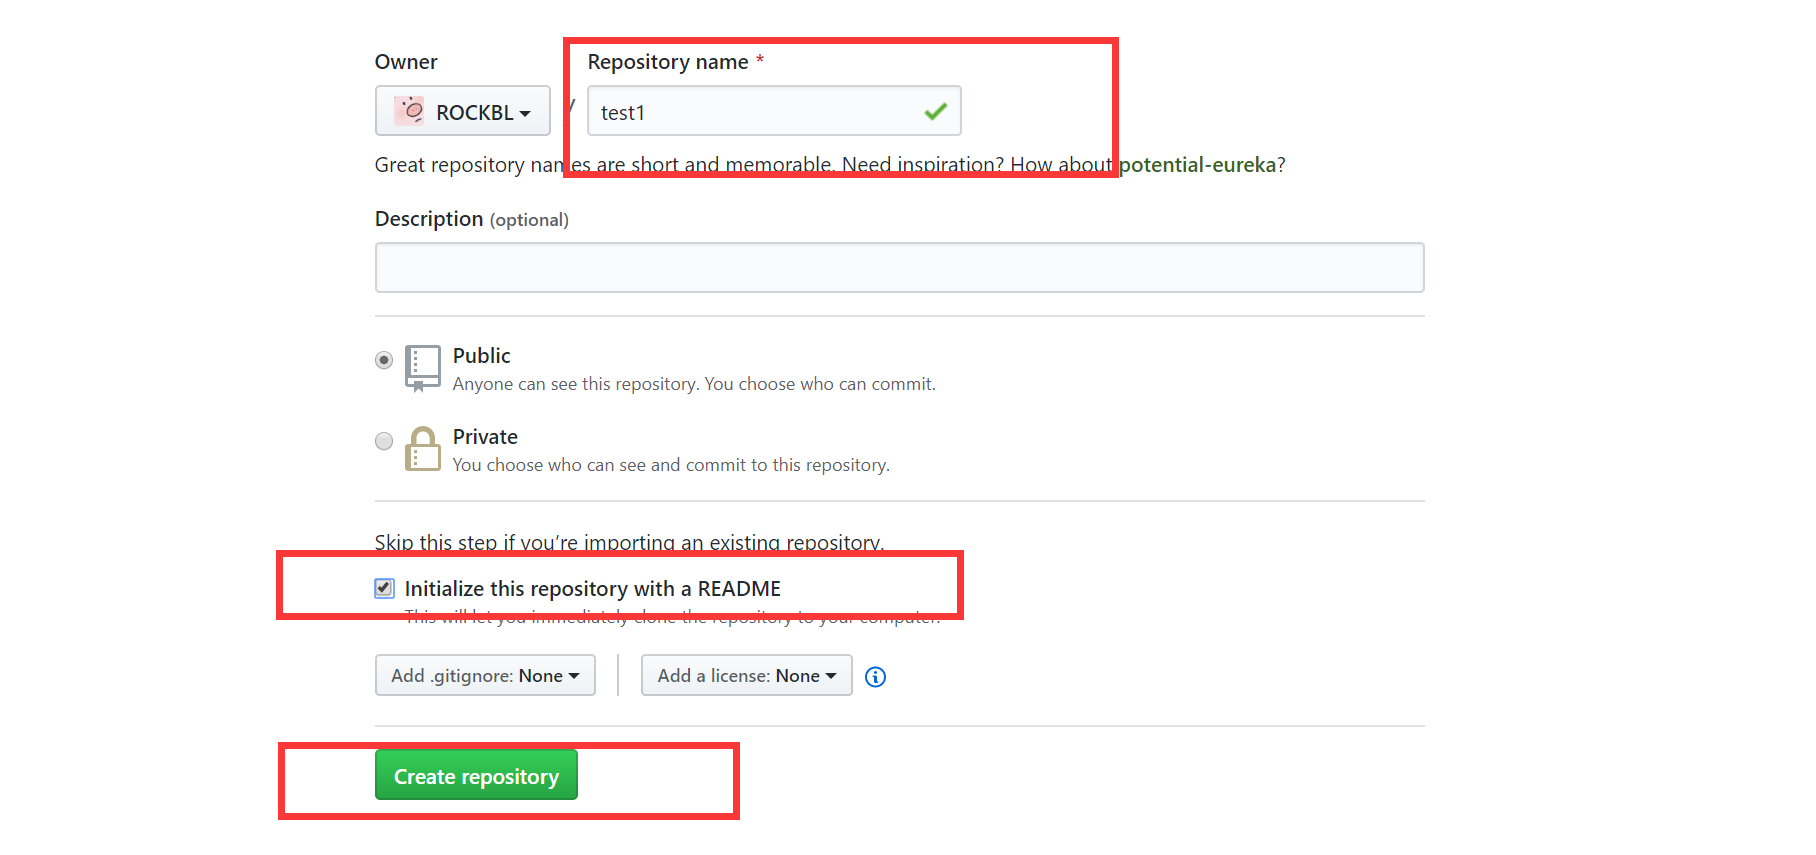 Owner
Repository name *
ROCKBL
/
test1
Great repository names are short and memorable. Need inspiration? How about potential-eureka?
Description (optional)
Public
Anyone can see this repository. You choose who can commit.
Private
You choose who can see and commit to this repository.
Skip this step if you’re importing an existing repository.
Initialize this repository with a README
This will let you immediately clone the repository to your computer.
Add .gitignore: None
Add a license: None
Create repository